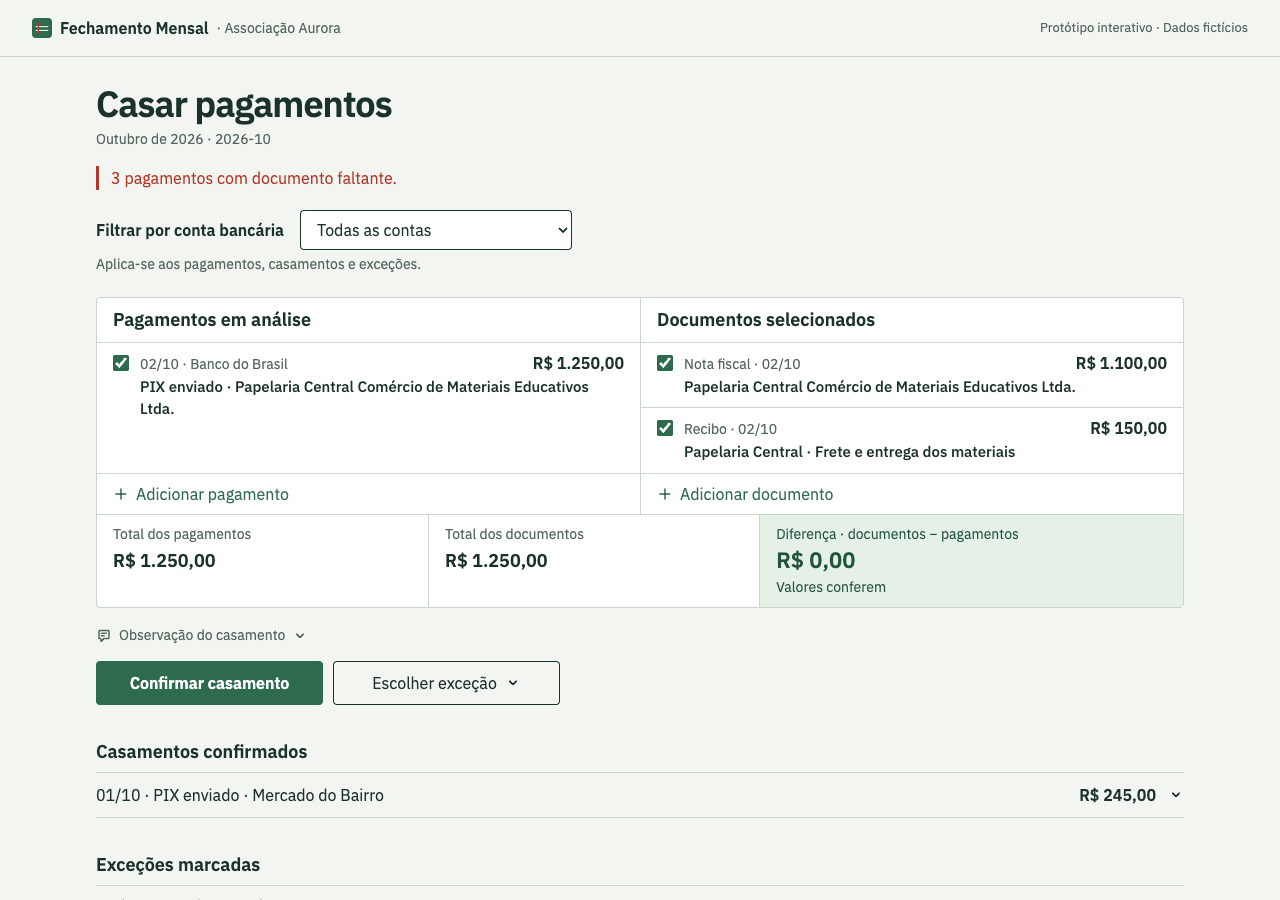 Fechamento Mensal · Associação Aurora
Protótipo interativo · Dados fictícios
Casar pagamentos
Outubro de 2026 · 2026-10
3 pagamentos com documento faltante.
Filtrar por conta bancária
Todas as contas
Aplica-se aos pagamentos, casamentos e exceções.
Pagamentos em análise
02/10 · Banco do Brasil
R$ 1.250,00
PIX enviado · Papelaria Central Comércio de Materiais Educativos
Ltda.
Adicionar pagamento
Documentos selecionados
Nota fiscal · 02/10
R$ 1.100,00
Papelaria Central Comércio de Materiais Educativos Ltda.
Recibo · 02/10
R$ 150,00
Papelaria Central · Frete e entrega dos materiais
Adicionar documento
Total dos pagamentos
R$ 1.250,00
Total dos documentos
R$ 1.250,00
Diferença · documentos – pagamentos
R$ 0,00
Valores conferem
Observação do casamento
Confirmar casamento
Escolher exceção
Casamentos confirmados
01/10 · PIX enviado · Mercado do Bairro
R$ 245,00
Exceções marcadas